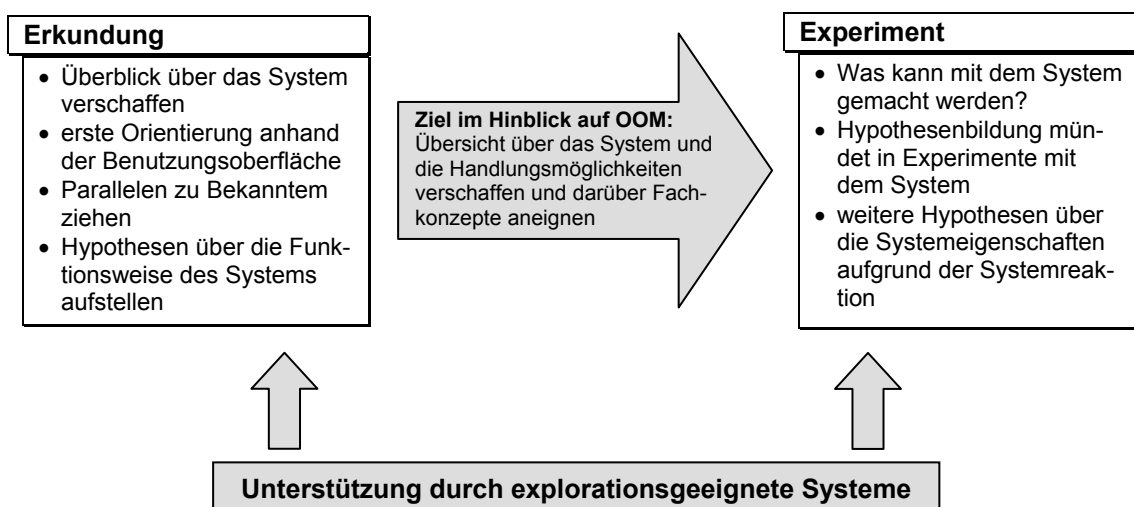 Erkundung
• Überblick über das System
verschaffen
• erste Orientierung anhand
der Benutzungsoberfläche
• Parallelen zu Bekanntem
ziehen
• Hypothesen über die Funk-
tionsweise des Systems
aufstellen
Ziel im Hinblick auf OOM:
Übersicht über das System und
die Handlungsmöglichkeiten
verschaffen und darüber Fach-
konzepte aneignen
Experiment
• Was kann mit dem System
gemacht werden?
• Hypothesenbildung mün-
det in Experimente mit
dem System
• weitere Hypothesen über
die Systemeigenschaften
aufgrund der Systemreak-
tion
Unterstützung durch explorationsgeeignete Systeme